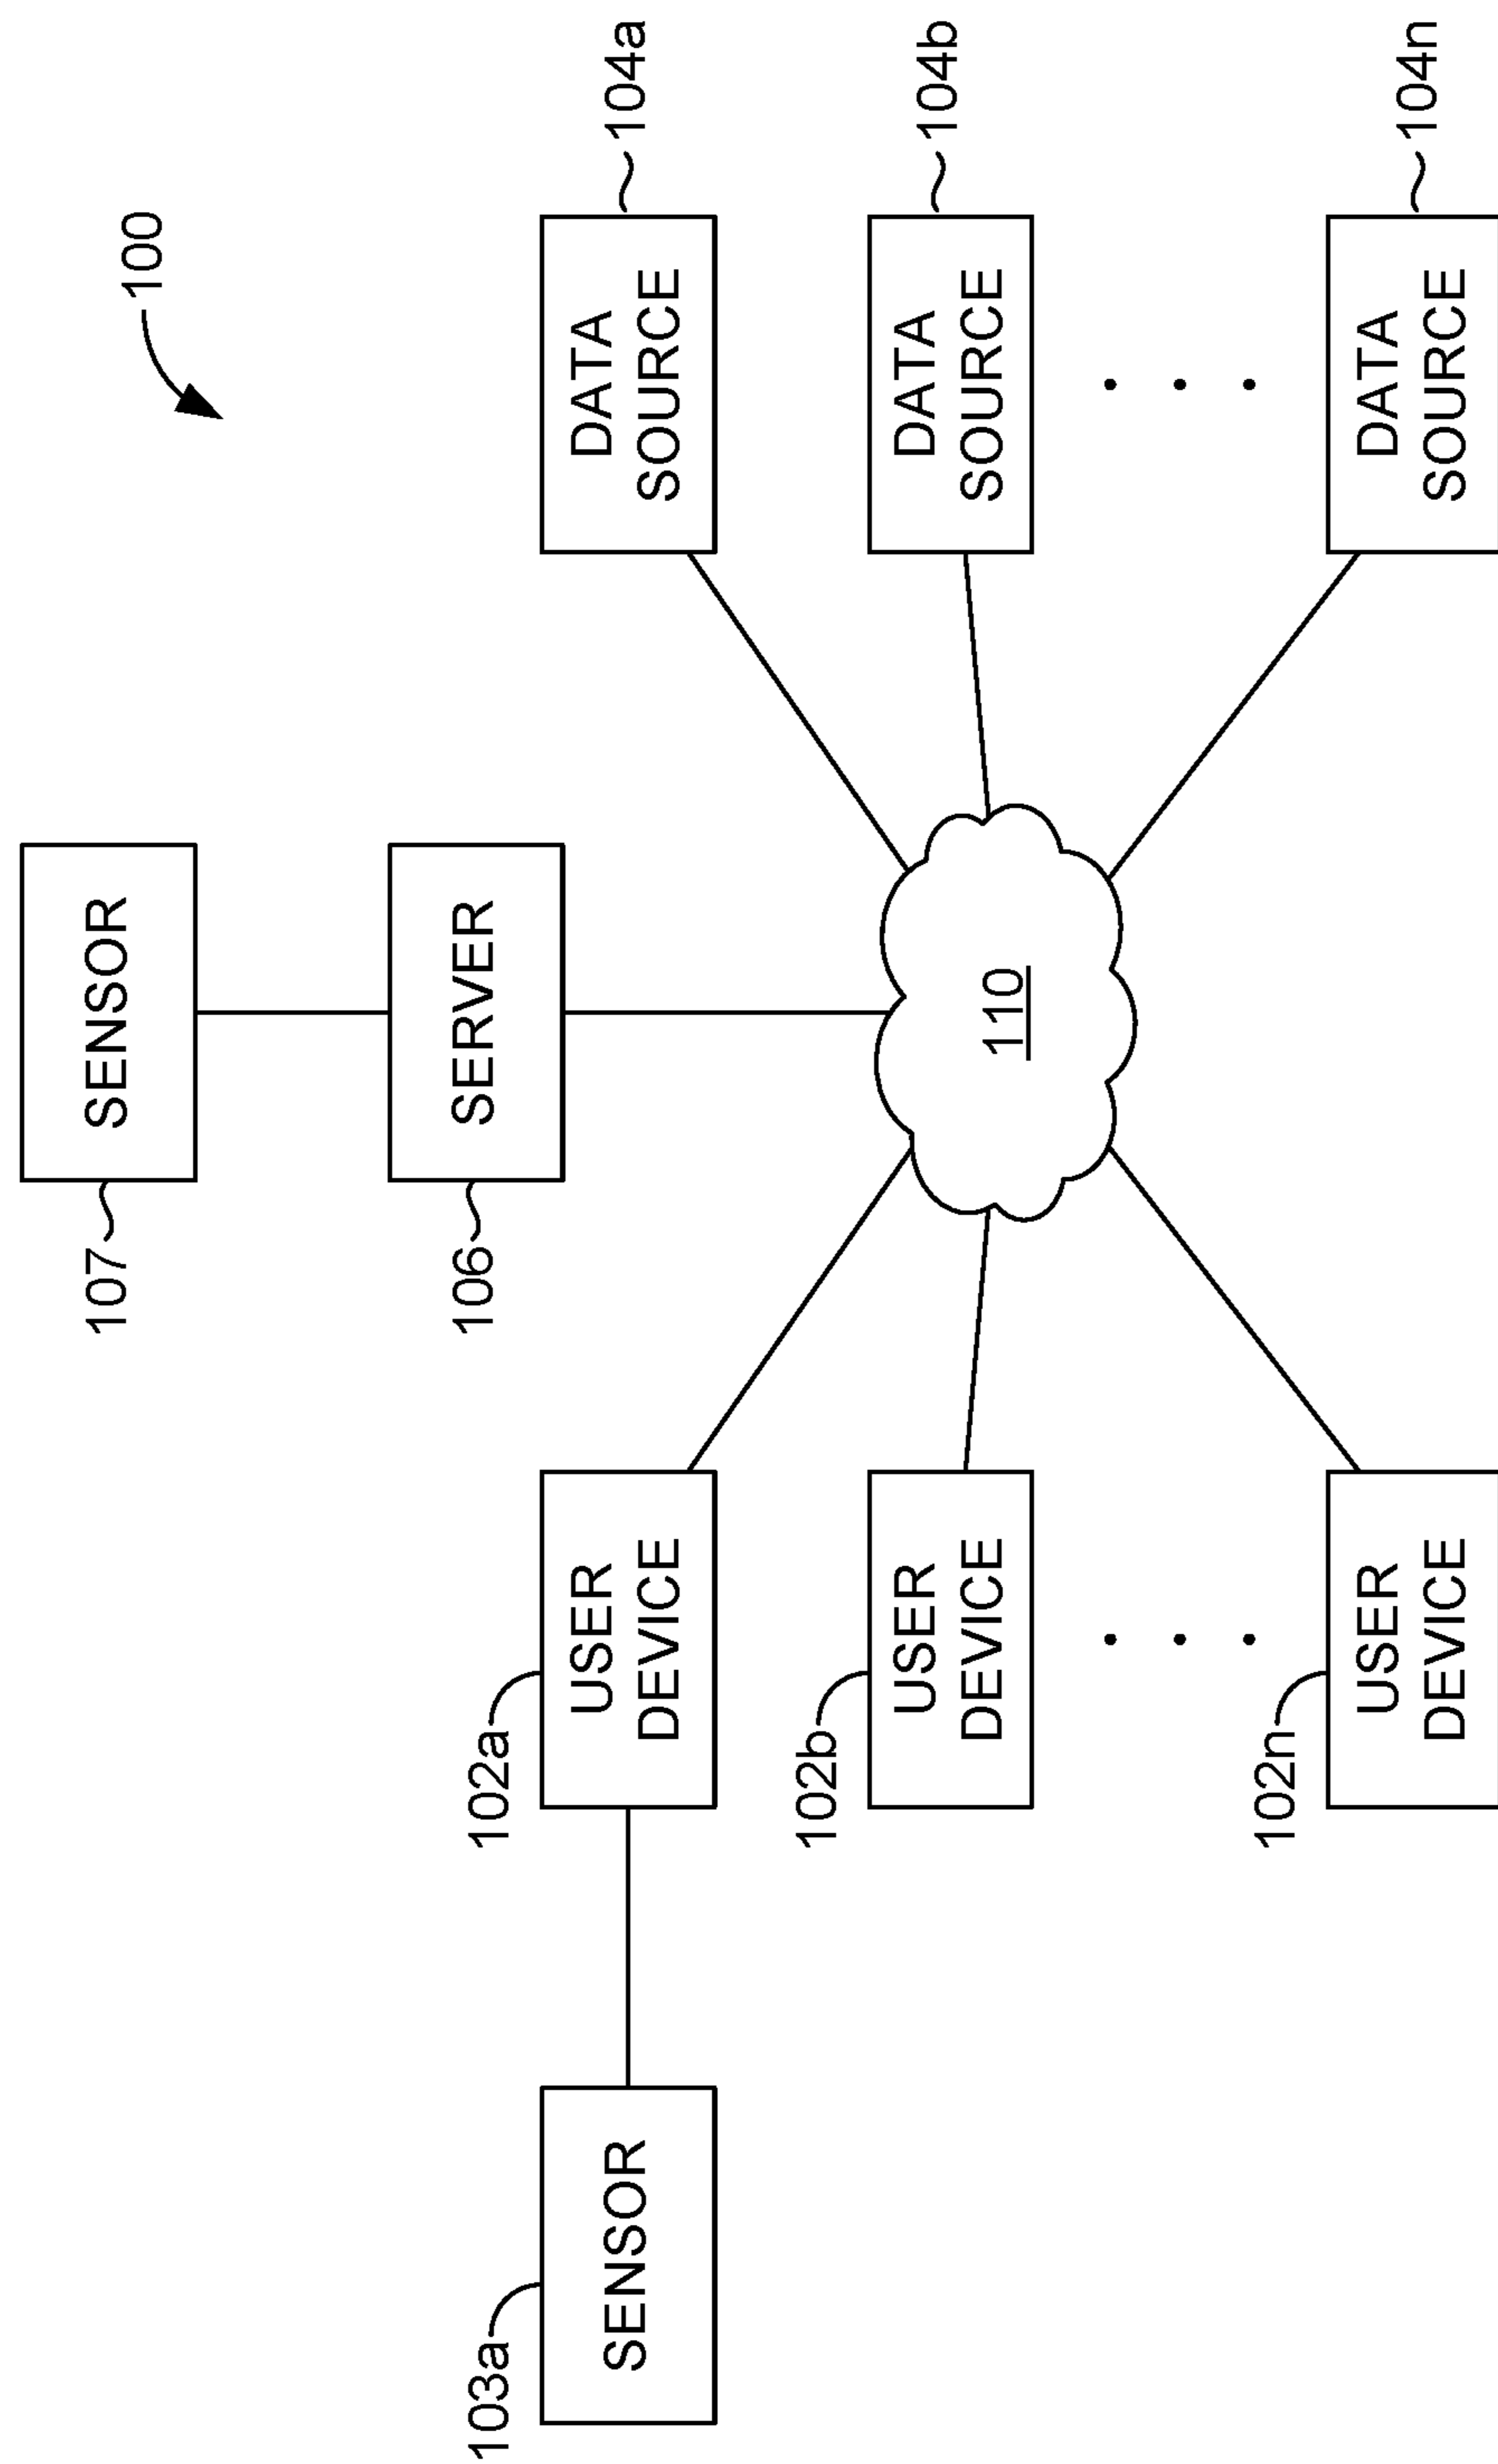 100
107
SENSOR
106
SERVER
103a
SENSOR
102a
USER
DEVICE
DATA
SOURCE
104a
102b
USER
DEVICE
110
DATA
SOURCE
104b
102n
USER
DEVICE
DATA
SOURCE
104n